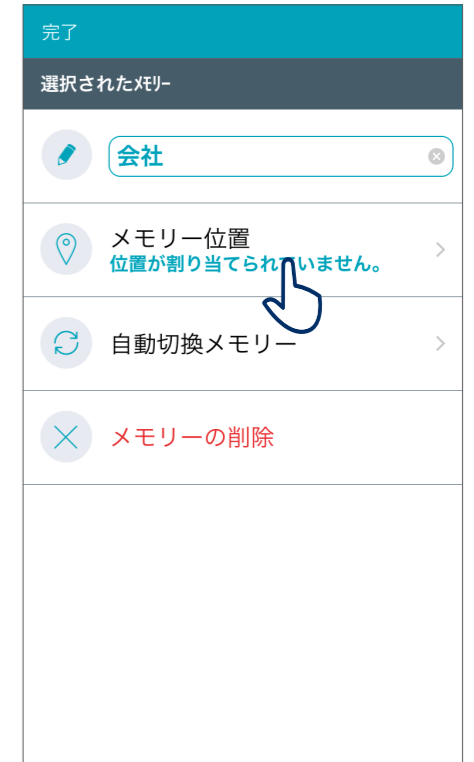 完了
選択されたﾒﾓﾘｰ
会社
メモリー位置
位置が割り当てられていません。
自動切換メモリー
メモリーの削除